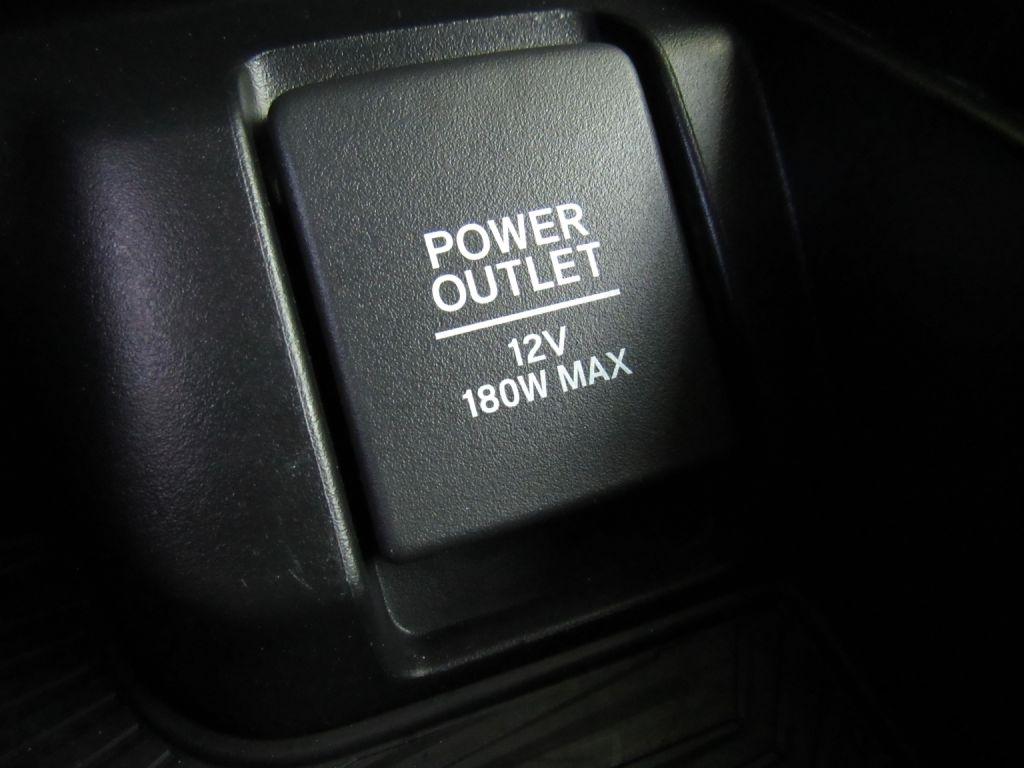 POWER
OUTLET
12V
180W MAX